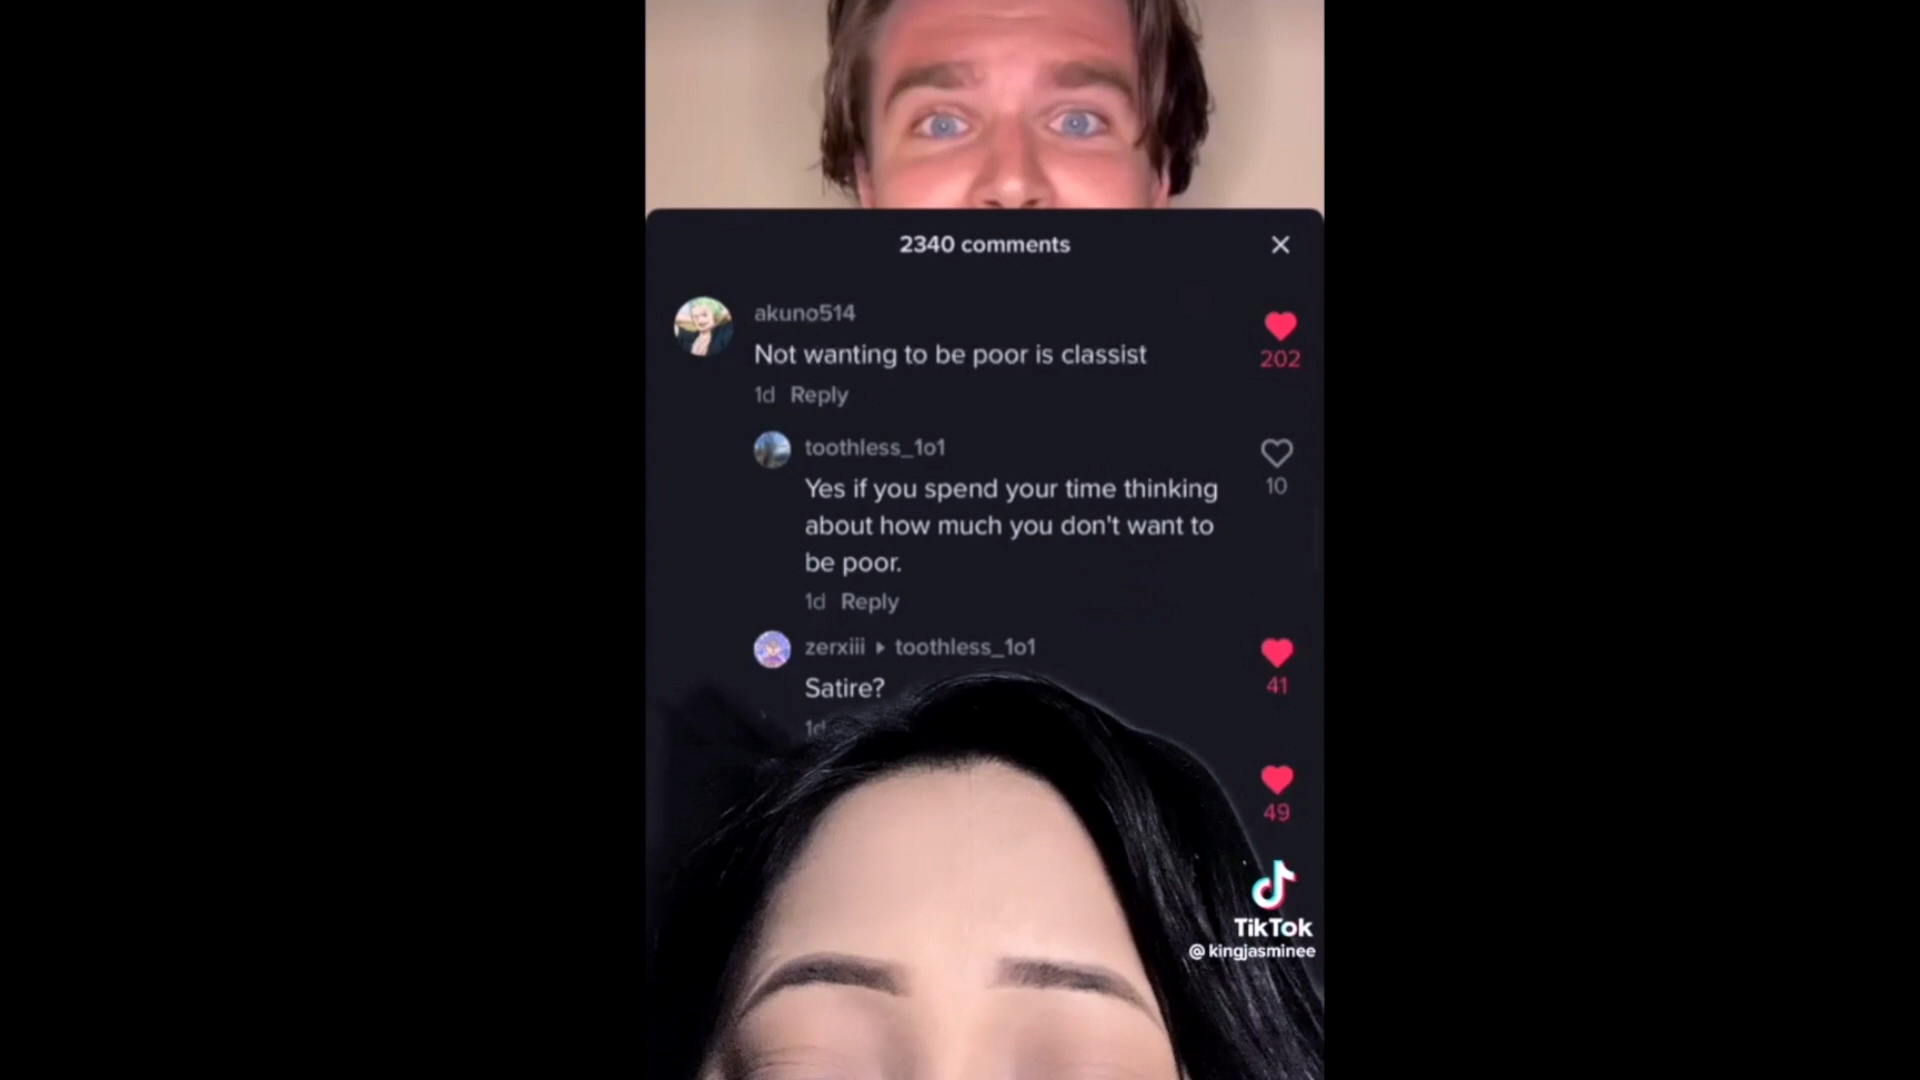 2340 comments
akuno514
Not wanting to be poor is classist
202
1d Reply
toothless_1o1
Yes if you spend your time thinking
about how much you don't want to
be poor.
10
1d Reply
zerxiii ▸ toothless_1o1
Satire?
41
1d
49
TikTok
@kingjasminee